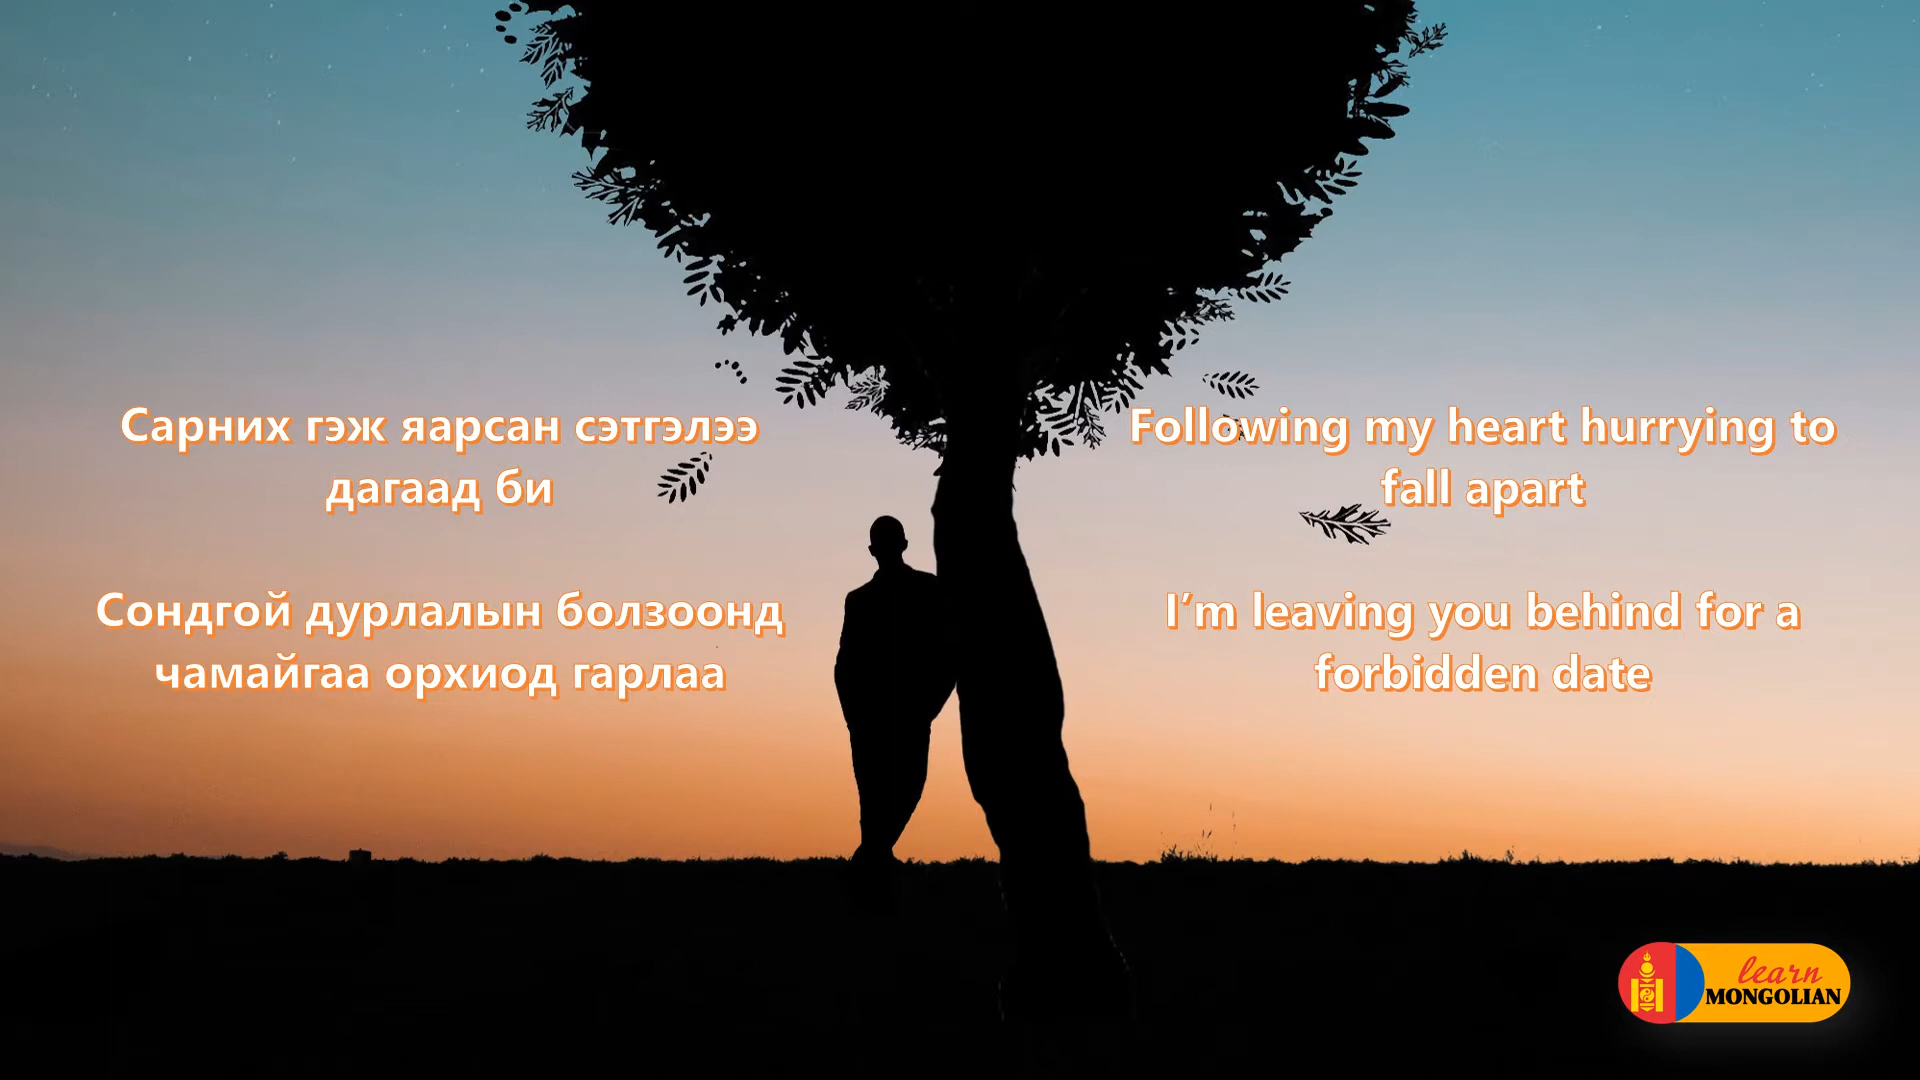 Сарних гэж яарсан сэтгэлээ
дагаад би
Сондгой дурлалын болзоонд
чамайгаа орхиод гарлаа
Following my heart hurrying to
fall apart
I’m leaving you behind for a
forbidden date
learn
MONGOLIAN